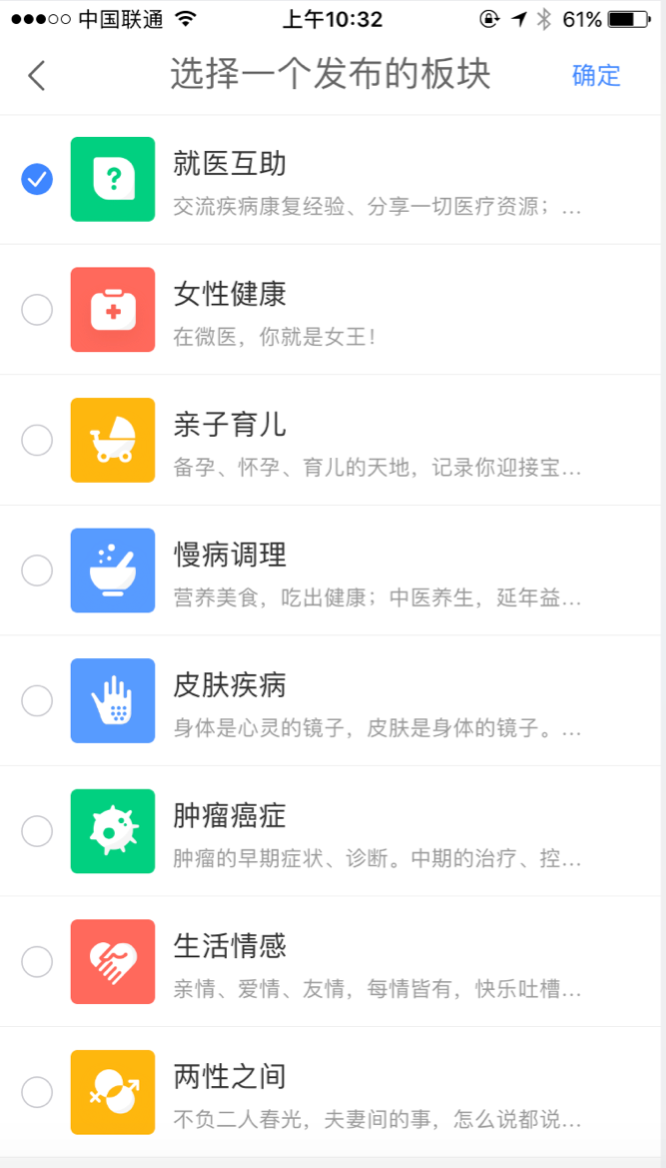 中国联通 上午10:32 61%
选择一个发布的板块 确定
就医互助
交流疾病康复经验、分享一切医疗资源；...
女性健康
在微医，你就是女王！
亲子育儿
备孕、怀孕、育儿的天地，记录你迎接宝...
慢病调理
营养美食，吃出健康；中医养生，延年益...
皮肤疾病
身体是心灵的镜子，皮肤是身体的镜子。...
肿瘤癌症
肿瘤的早期症状、诊断。中期的治疗、控...
生活情感
亲情、爱情、友情，每情皆有，快乐吐槽...
两性之间
不负二人春光，夫妻间的事，怎么说都说...